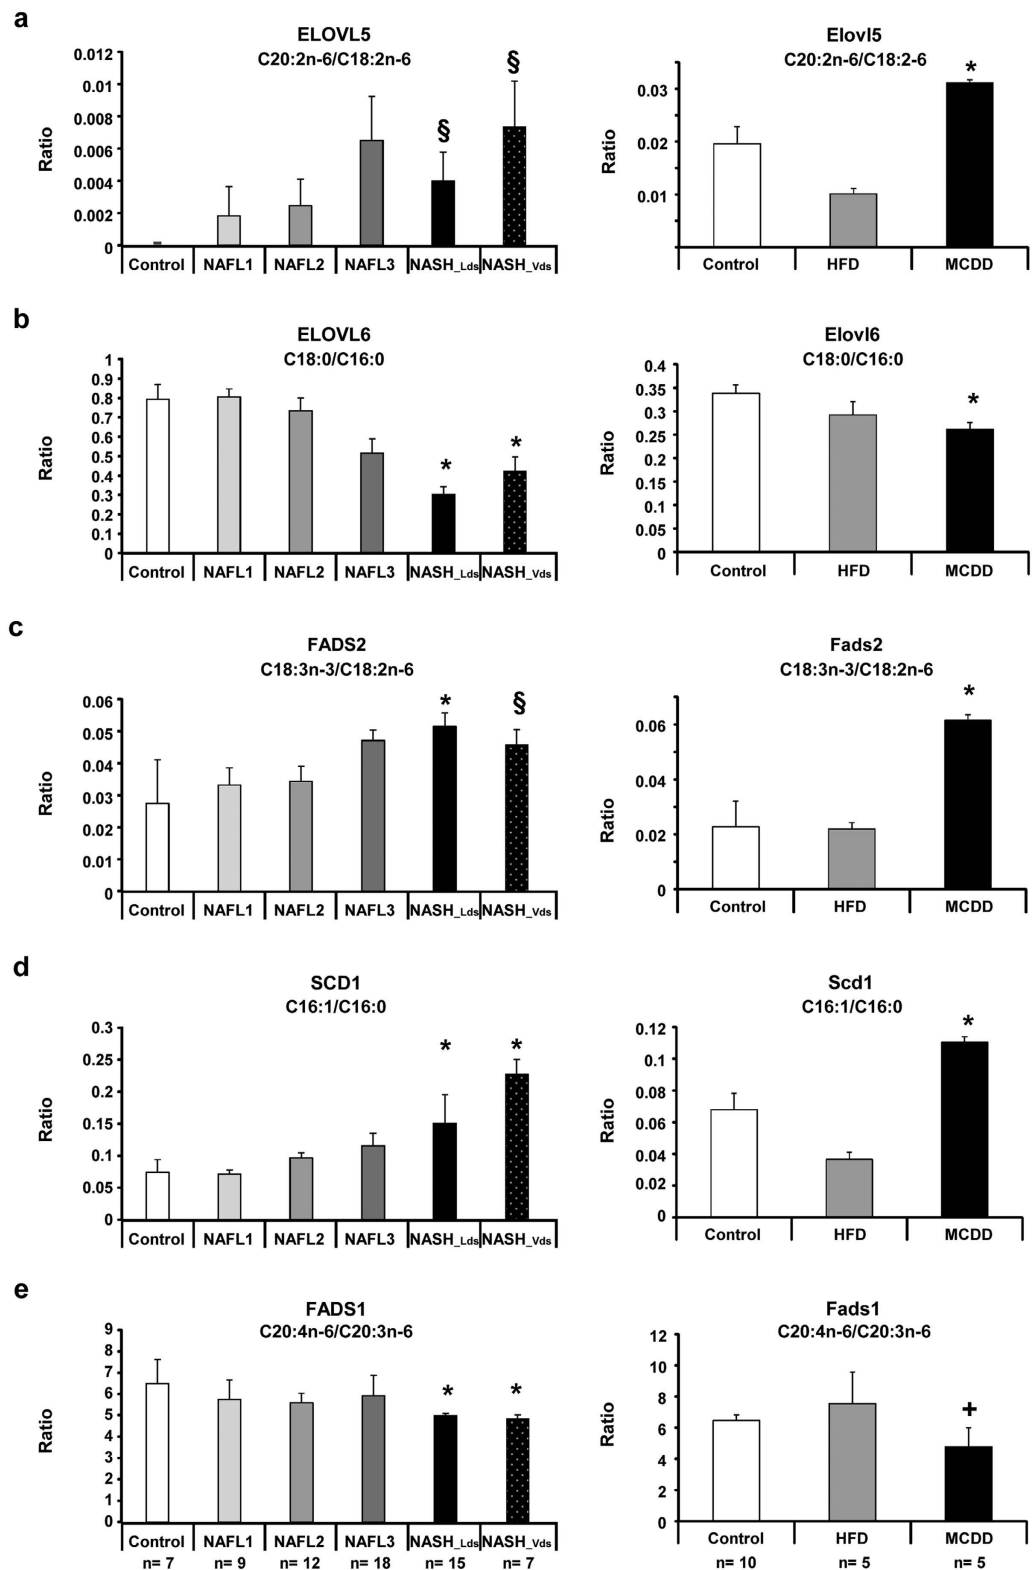 a
ELOVL5
C20:2n-6/C18:2n-6
Ratio
0.012
0.01
0.008
0.006
0.004
0.002
0
§
§
Control NAFL1 NAFL2 NAFL3 NASH_Lds NASH_Vds
Elovl5
C20:2n-6/C18:2-6
Ratio
0.03
0.02
0.01
*
Control HFD MCDD
b
ELOVL6
C18:0/C16:0
Ratio
1
0.9
0.8
0.7
0.6
0.5
0.4
0.3
0.2
0.1
0
*
*
Control NAFL1 NAFL2 NAFL3 NASH_Lds NASH_Vds
Elovl6
C18:0/C16:0
Ratio
0.4
0.35
0.3
0.25
0.2
0.15
0.1
0.05
0
*
Control HFD MCDD
c
FADS2
C18:3n-3/C18:2n-6
Ratio
0.06
0.05
0.04
0.03
0.02
0.01
0
*
§
Control NAFL1 NAFL2 NAFL3 NASH_Lds NASH_Vds
Fads2
C18:3n-3/C18:2n-6
Ratio
0.06
0.04
0.02
0
*
Control HFD MCDD
d
SCD1
C16:1/C16:0
Ratio
0.3
0.25
0.2
0.15
0.1
0.05
0
*
*
Control NAFL1 NAFL2 NAFL3 NASH_Lds NASH_Vds
Scd1
C16:1/C16:0
Ratio
0.12
0.1
0.08
0.06
0.04
0.02
0
*
Control HFD MCDD
e
FADS1
C20:4n-6/C20:3n-6
Ratio
9
8
7
6
5
4
3
2
1
0
*
*
Control NAFL1 NAFL2 NAFL3 NASH_Lds NASH_Vds
n= 7 n= 9 n= 12 n= 18 n= 15 n= 7
Fads1
C20:4n-6/C20:3n-6
Ratio
12
10
8
6
4
2
0
+
Control HFD MCDD
n= 10 n= 5 n= 5